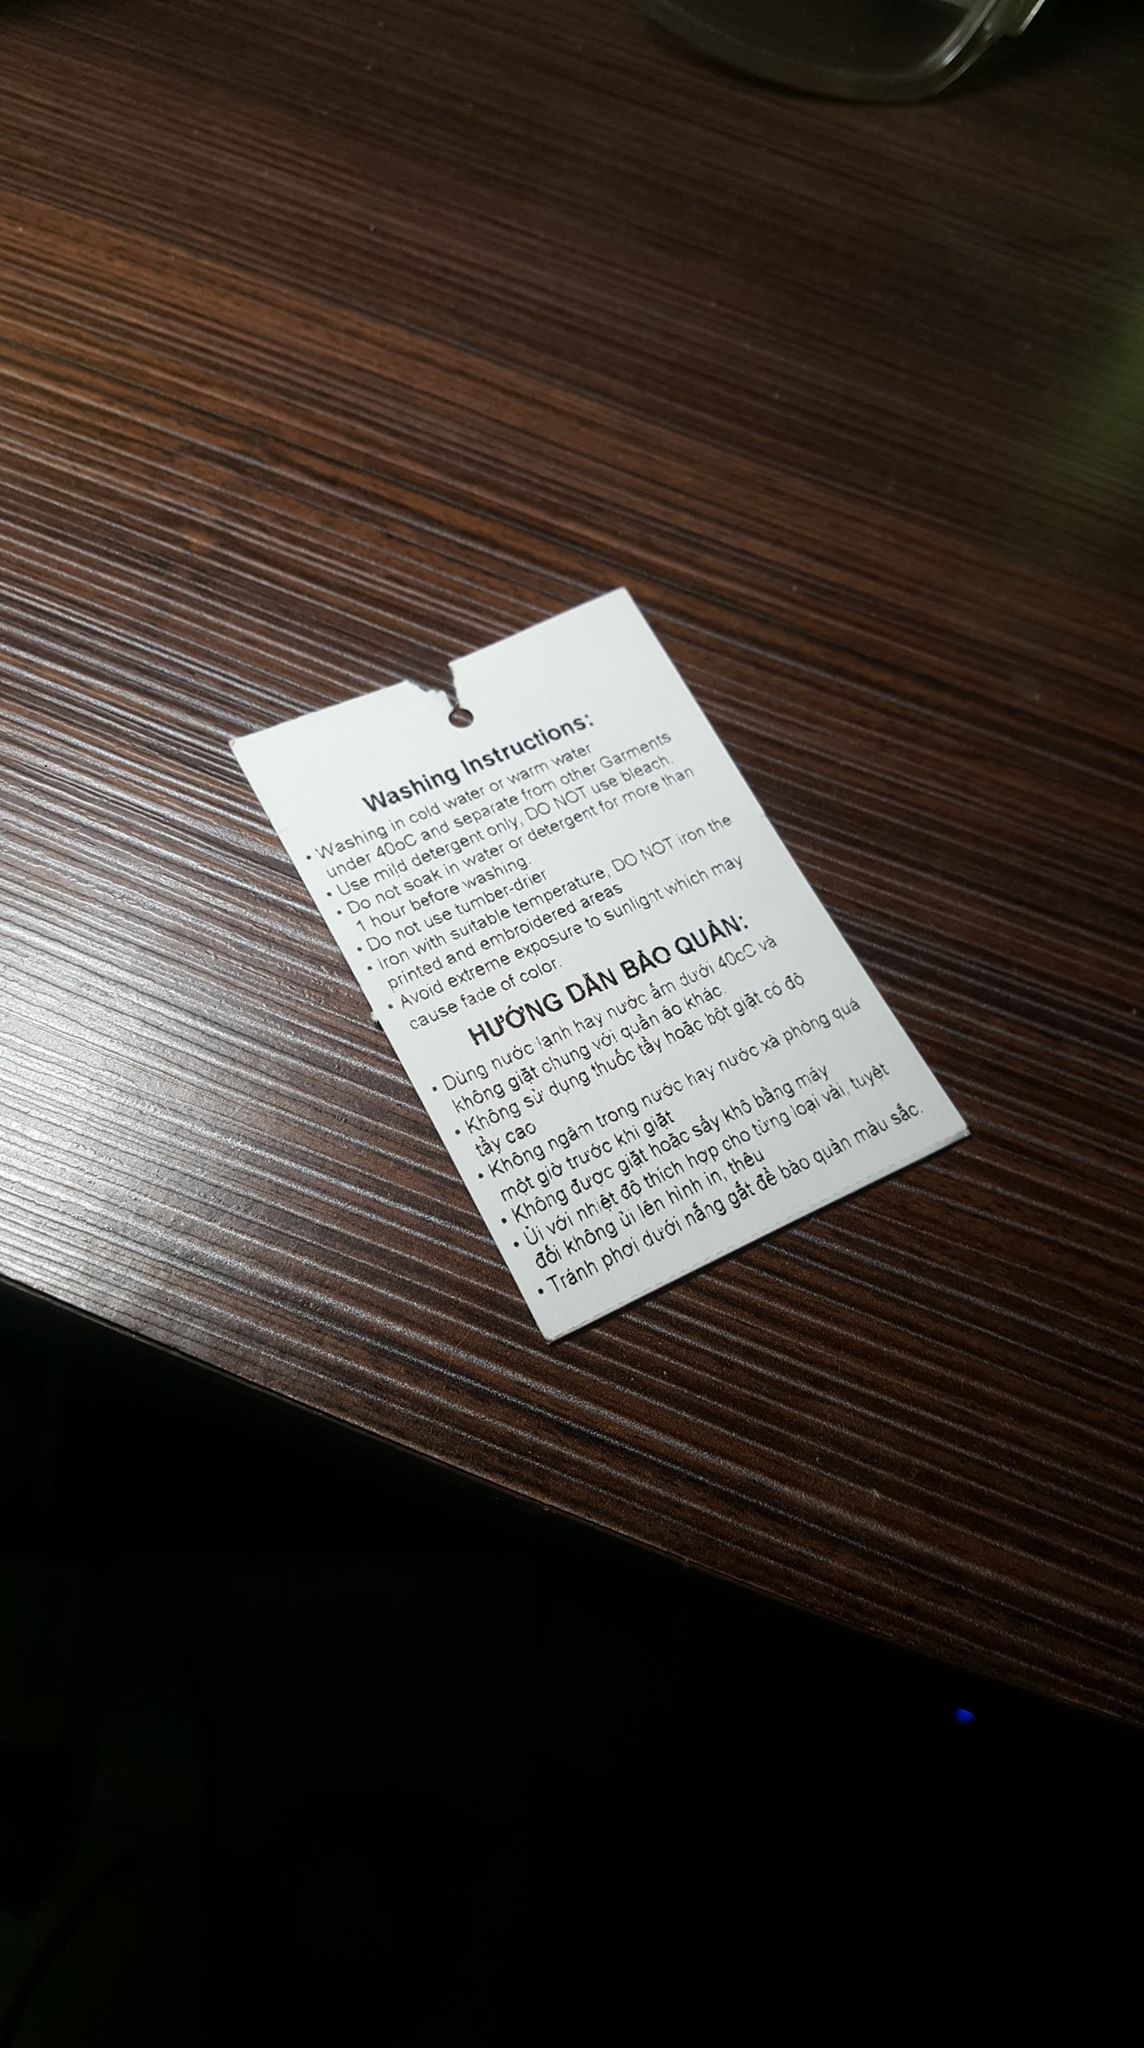 Washing Instructions:
• Washing in cold water or warm water
under 40oC and separate from other Garments
• Use mild detergent only, DO NOT use bleach.
• Do not soak in water or detergent for more than
1 hour before washing.
• Do not use tumber-drier
• Iron with suitable temperature, DO NOT iron the
printed and embroidered areas
• Avoid extreme exposure to sunlight which may
cause fade of color.
HƯỚNG DẪN BẢO QUẢN:
• Dùng nước lạnh hay nước ấm dưới 40oC và
không giặt chung với quần áo khác.
• Không sử dụng thuốc tẩy hoặc bột giặt có độ
tẩy cao
• Không ngâm trong nước hay nước xà phòng quá
một giờ trước khi giặt
• Không được giặt hoặc sấy khô bằng máy
• Ủi với nhiệt độ thích hợp cho từng loại vải, tuyệt
đối không ủi lên hình in, thêu
• Tránh phơi dưới nắng gắt để bảo quản màu sắc.